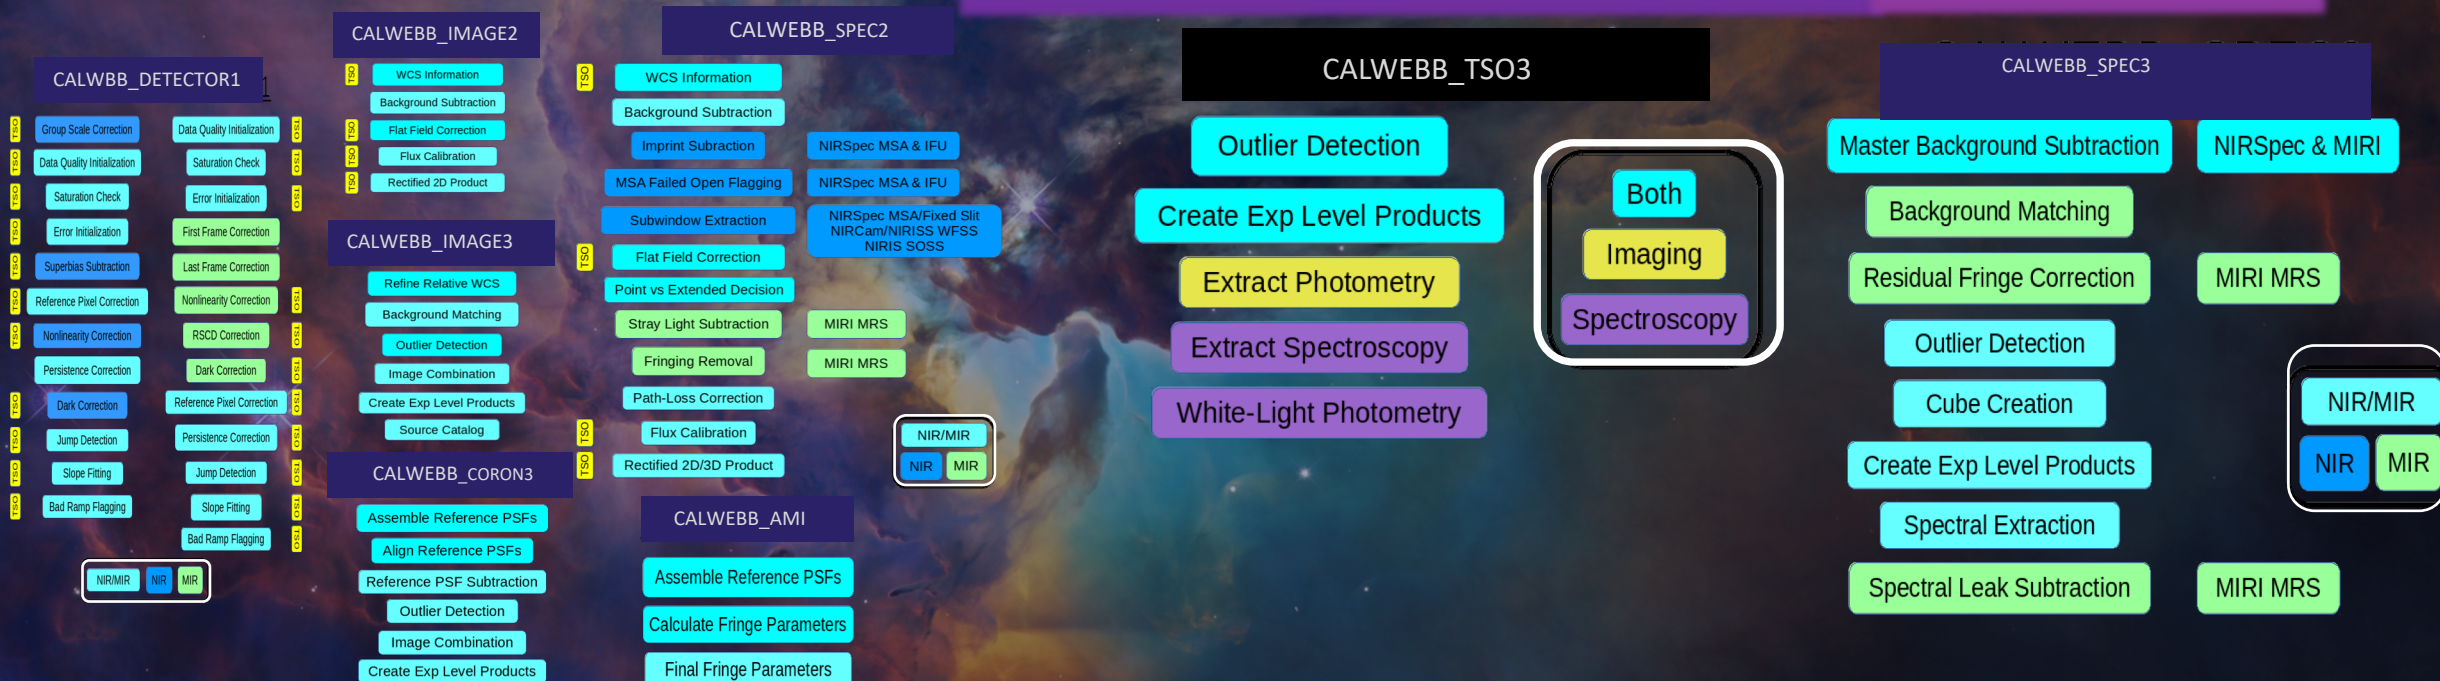 CALWBB_DETECTOR1
1
TSO Group Scale Correction
TSO Data Quality Initialization
TSO Saturation Check
TSO Error Initialization
TSO Superbias Subtraction
TSO Reference Pixel Correction
TSO Nonlinearity Correction
Persistence Correction
TSO Dark Correction
TSO Jump Detection
TSO Slope Fitting
TSO Bad Ramp Flagging
Data Quality Initialization TSO
Saturation Check TSO
Error Initialization TSO
First Frame Correction
Last Frame Correction
Nonlinearity Correction TSO
RSCD Correction TSO
Dark Correction TSO
Reference Pixel Correction TSO
Persistence Correction TSO
Jump Detection TSO
Slope Fitting TSO
Bad Ramp Flagging TSO
NIR/MIR NIR MIR
CALWEBB_IMAGE2
TSO WCS Information
Background Subtraction
TSO Flat Field Correction
TSO Flux Calibration
TSO Rectified 2D Product
CALWEBB_IMAGE3
Refine Relative WCS
Background Matching
Outlier Detection
Image Combination
Create Exp Level Products
Source Catalog
CALWEBB_CORON3
Assemble Reference PSFs
Align Reference PSFs
Reference PSF Subtraction
Outlier Detection
Image Combination
Create Exp Level Products
CALWEBB_SPEC2
TSO WCS Information
Background Subtraction
Imprint Subraction NIRSpec MSA & IFU
MSA Failed Open Flagging NIRSpec MSA & IFU
Subwindow Extraction
NIRSpec MSA/Fixed Slit
NIRCam/NIRISS WFSS
NIRIS SOSS
TSO Flat Field Correction
Point vs Extended Decision
Stray Light Subtraction MIRI MRS
Fringing Removal MIRI MRS
Path-Loss Correction
TSO Flux Calibration
TSO Rectified 2D/3D Product
NIR/MIR
NIR MIR
CALWEBB_AMI
Assemble Reference PSFs
Calculate Fringe Parameters
Final Fringe Parameters
CALWEBB_TSO3
Outlier Detection
Create Exp Level Products
Extract Photometry
Extract Spectroscopy
White-Light Photometry
Both
Imaging
Spectroscopy
CALWEBB_SPEC3
Master Background Subtraction NIRSpec & MIRI
Background Matching
Residual Fringe Correction MIRI MRS
Outlier Detection
Cube Creation
Create Exp Level Products
Spectral Extraction
Spectral Leak Subtraction MIRI MRS
NIR/MIR
NIR MIR